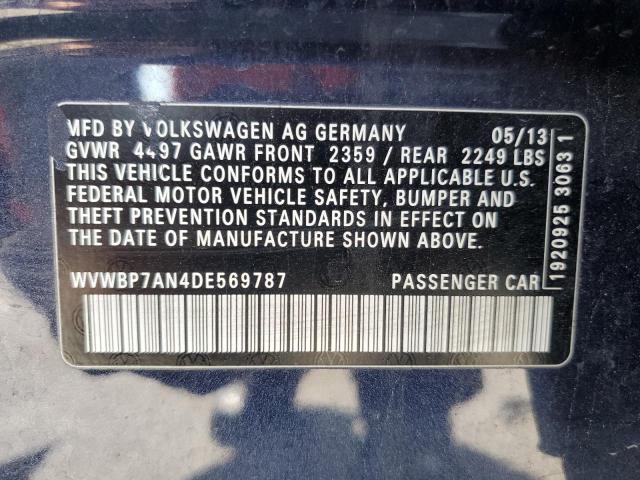 MFD BY VOLKSWAGEN AG GERMANY 05/13
GVWR 4497 GAWR FRONT 2359 / REAR 2249 LBS
THIS VEHICLE CONFORMS TO ALL APPLICABLE U.S.
FEDERAL MOTOR VEHICLE SAFETY, BUMPER AND
THEFT PREVENTION STANDARDS IN EFFECT ON
THE DATE OF MANUFACTURE SHOWN ABOVE.
WVWBP7AN4DE569787 PASSENGER CAR
1920925 3063 1